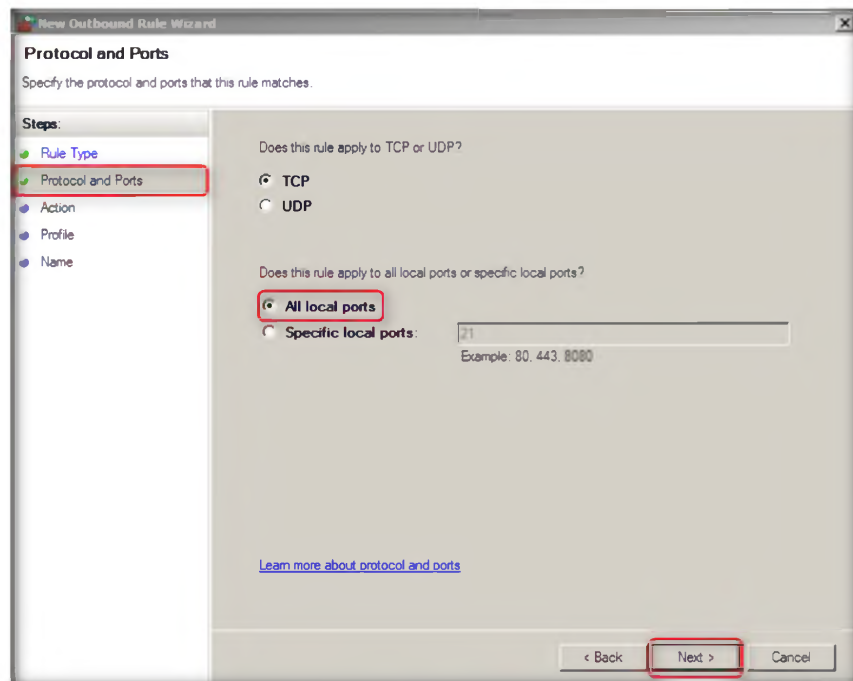 New Outbound Rule Wizard
Protocol and Ports
Specify the protocol and ports that this rule matches.
Steps:
Rule Type
Protocol and Ports
Action
Profile
Name
Does this rule apply to TCP or UDP?
TCP
UDP
Does this rule apply to all local ports or specific local ports?
All local ports
Specific local ports:
21
Example: 80, 443, 8080
Learn more about protocol and ports
< Back
Next >
Cancel